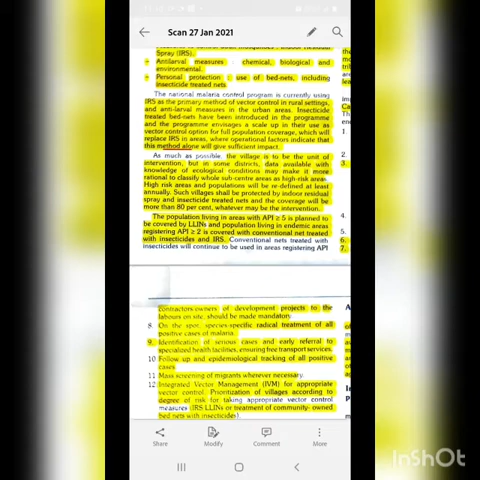 Scan 27 Jan 2021
Spray (IRS).
Antilarval measures : chemical, biological and
environmental.
Personal protection : use of bed-nets, including
insecticide treated nets
The national malaria control program is currently using
IRS as the primary method of vector control in rural settings,
and anti-larval measures in the urban areas. Insecticide
treated bed-nets have been introduced in the programme
and the programme envisages a scale up in their use as
vector control option for full population coverage, which will
replace IRS in areas, where operational factors indicate that
this method alone will give sufficient impact.
As much as possible, the village is to be the unit of
intervention, but in some districts, data available with
knowledge of ecological conditions may make it more
rational to classify whole sub-centre areas as high-risk areas.
High risk areas and populations will be re-defined at least
annually. Such villages shall be protected by indoor residual
spray and insecticide treated nets and the coverage will be
more than 80 per cent, whatever may be the intervention.
The population living in areas with API ≥ 5 is planned to
be covered by LLINs and population living in endemic areas
registering API ≥ 2 is covered with conventional net treated
with insecticides and IRS. Conventional nets treated with
insecticides will continue to be used in areas registering API
1.
2.
3.
4.
5.
6.
7.
contractors/owners of development projects to the
labours on site, should be made mandatory
8. On the spot, species-specific radical treatment of all
positive cases of malaria.
9. Identification of serious cases and early referral to
specialized health facilities, ensuring free transport services.
10. Follow up and epidemiological tracking of all positive
cases.
11. Mass screening of migrants wherever necessary.
12. Integrated Vector Management (IVM) for appropriate
vector control. Prioritization of villages according to
degree of risk for taking appropriate vector control
measures (IRS LLINs or treatment of community-owned
bed nets with insecticides).
Share
Modify
Comment
More
InShOt